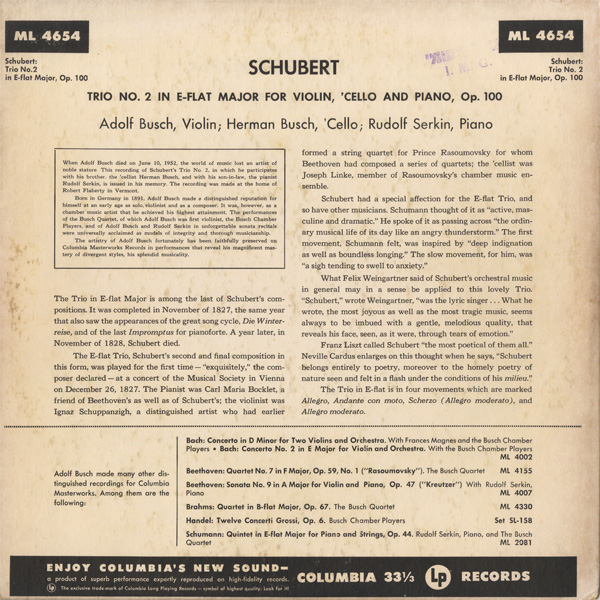 ML 4654
ML 4654
Schubert:
Trio No.2
in E-flat Major, Op. 100
Schubert:
Trio No. 2
in E-flat Major, Op. 100
I. M. C.
SCHUBERT
TRIO NO. 2 IN E-FLAT MAJOR FOR VIOLIN, 'CELLO AND PIANO, Op. 100
Adolf Busch, Violin; Herman Busch, 'Cello; Rudolf Serkin, Piano
When Adolf Busch died on June 10, 1952, the world of music lost an artist of
noble stature. This recording of Schubert's Trio No. 2, in which he participates
with his brother, the 'cellist Herman Busch, and with his son-in-law, the pianist
Rudolf Serkin, is issued in his memory. The recording was made at the home of
Robert Flaherty in Vermont.
Born in Germany in 1891, Adolf Busch made a distinguished reputation for
himself at an early age as solo violinist and as a composer. It was, however, as a
chamber music artist that he achieved his highest attainment. The performances
of the Busch Quartet, of which Adolf Busch was first violinist, the Busch Chamber
Players, and of Adolf Busch and Rudolf Serkin in unforgettable sonata recitals
were universally acclaimed as models of integrity and thorough musicianship.
The artistry of Adolf Busch fortunately has been faithfully preserved on
Columbia Masterworks Records in performances that reveal his magnificent mas-
tery of divergent styles, his splendid musicality.
The Trio in E-flat Major is among the last of Schubert's com-
positions. It was completed in November of 1827, the same year
that also saw the appearances of the great song cycle, Die Winter-
reise, and of the last Impromptus for pianoforte. A year later, in
November of 1828, Schubert died.
The E-flat Trio, Schubert's second and final composition in
this form, was played for the first time—"exquisitely," the com-
poser declared—at a concert of the Musical Society in Vienna
on December 26, 1827. The Pianist was Carl Maria Bocklet, a
friend of Beethoven's as well as of Schubert's; the violinist was
Ignaz Schuppanzigh, a distinguished artist who had earlier
formed a string quartet for Prince Rasoumovsky for whom
Beethoven had composed a series of quartets; the 'cellist was
Joseph Linke, member of Rasoumovsky's chamber music en-
semble.
Schubert had a special affection for the E-flat Trio, and
so have other musicians. Schumann thought of it as "active, mas-
culine and dramatic." He spoke of it as passing across "the ordin-
ary musical life of its day like an angry thunderstorm." The first
movement, Schumann felt, was inspired by "deep indignation
as well as boundless longing." The slow movement, for him, was
"a sigh tending to swell to anxiety."
What Felix Weingartner said of Schubert's orchestral music
in general may in a sense be applied to this lovely Trio.
"Schubert," wrote Weingartner, "was the lyric singer . . . What he
wrote, the most joyous as well as the most tragic music, seems
always to be imbued with a gentle, melodious quality, that
reveals his face, seen, as it were, through tears of emotion."
Franz Liszt called Schubert "the most poetical of them all."
Neville Cardus enlarges on this thought when he says, "Schubert
belongs entirely to poetry, moreover to the homely poetry of
nature seen and felt in a flash under the conditions of his milieu."
The Trio in E-flat is in four movements which are marked
Allegro, Andante con moto, Scherzo (Allegro moderato), and
Allegro moderato.
Adolf Busch made many other dis-
tinguished recordings for Columbia
Masterworks. Among them are the
following:
Bach: Concerto in D Minor for Two Violins and Orchestra. With Frances Magnes and the Busch Chamber
Players • Bach: Concerto No. 2 in E Major for Violin and Orchestra. With the Busch Chamber Players
ML 4002
Beethoven: Quartet No. 7 in F Major, Op. 59, No. 1 ("Rasoumovsky"). The Busch Quartet ML 4155
Beethoven: Sonata No. 9 in A Major for Violin and Piano, Op. 47 ("Kreutzer") With Rudolf Serkin,
Piano ML 4007
Brahms: Quartet in B-flat Major, Op. 67. The Busch Quartet ML 4330
Handel: Twelve Concerti Grossi, Op. 6. Busch Chamber Players Set SL-158
Schumann: Quintet in E-flat Major for Piano and Strings, Op. 44. Rudolf Serkin, Piano, and The Busch
Quartet ML 2081
ENJOY COLUMBIA'S NEW SOUND—
a product of superb performance expertly reproduced on high-fidelity records.
Lp The exclusive trade-mark of Columbia Long Playing Records—symbol of highest quality. Look for it!
COLUMBIA 33⅓ Lp RECORDS